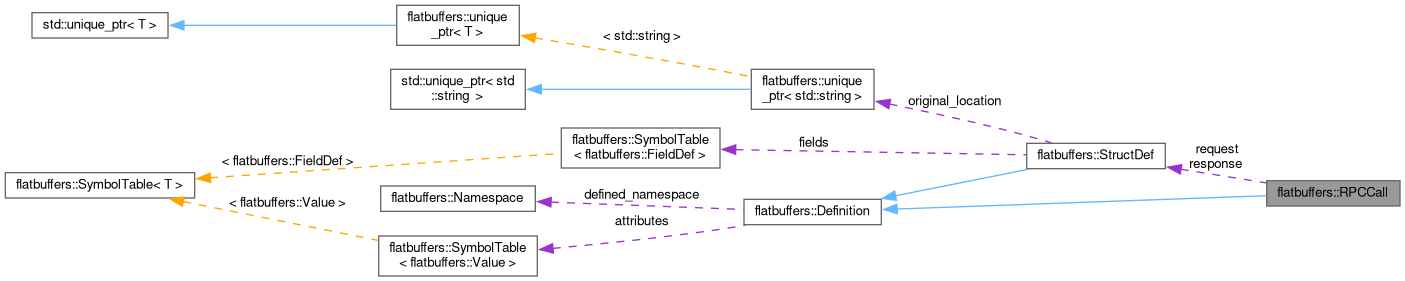 std::unique_ptr< T >
flatbuffers::unique
_ptr< T >
< std::string >
std::unique_ptr< std
::string >
flatbuffers::unique
_ptr< std::string >
original_location
flatbuffers::SymbolTable
< flatbuffers::FieldDef >
fields
flatbuffers::StructDef
request
response
flatbuffers::RPCCall
< flatbuffers::FieldDef >
flatbuffers::SymbolTable< T >
< flatbuffers::Value >
flatbuffers::Namespace
defined_namespace
flatbuffers::Definition
attributes
flatbuffers::SymbolTable
< flatbuffers::Value >